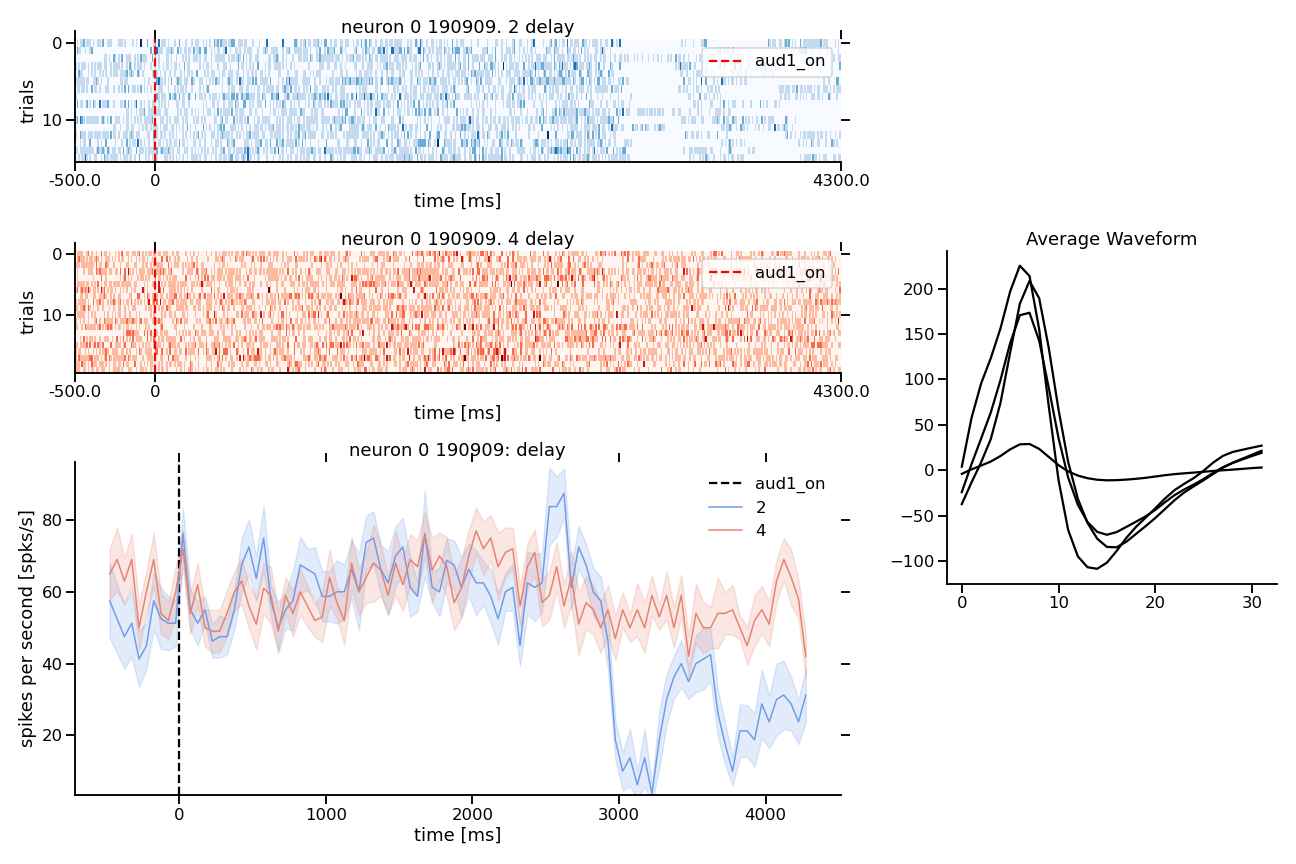 neuron 0 190909. 2 delay
trials
0
10
aud1_on
-500.0 0 4300.0
time [ms]
neuron 0 190909. 4 delay
trials
0
10
aud1_on
-500.0 0 4300.0
time [ms]
neuron 0 190909: delay
spikes per second [spks/s]
80
60
40
20
aud1_on
2
4
0 1000 2000 3000 4000
time [ms]
Average Waveform
200
150
100
50
0
−50
−100
0 10 20 30